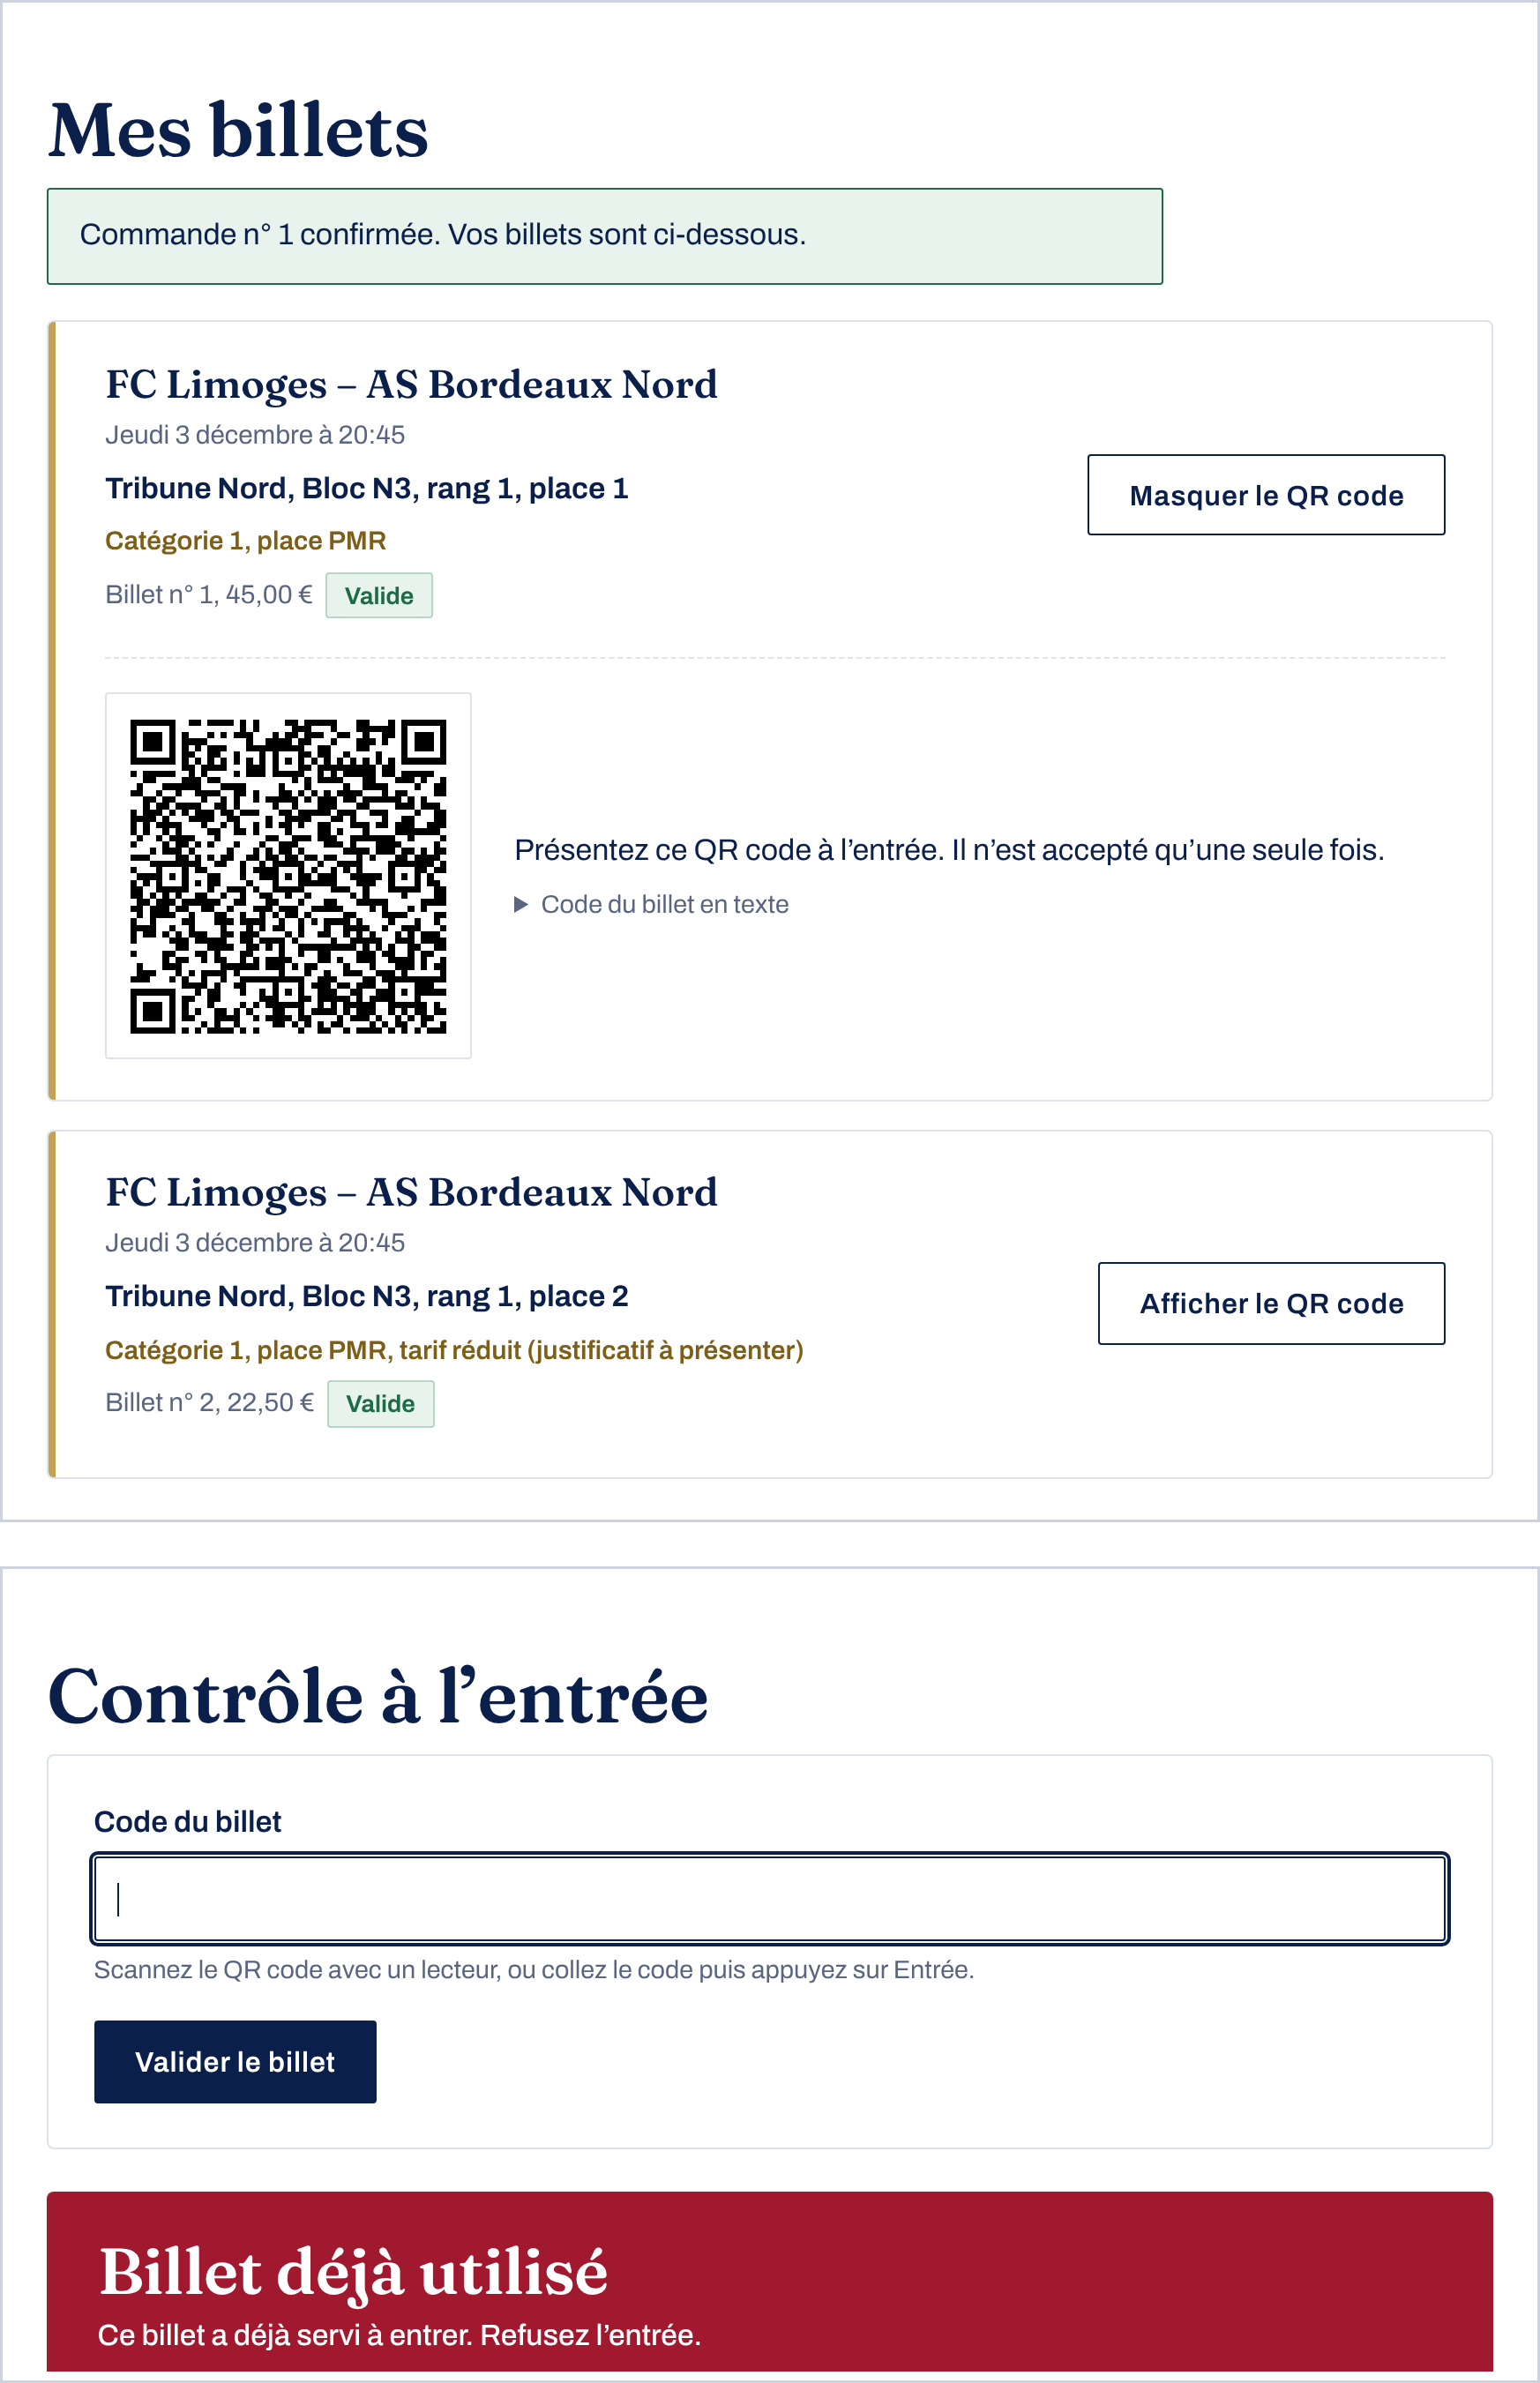 Mes billets
Commande n° 1 confirmée. Vos billets sont ci-dessous.
FC Limoges – AS Bordeaux Nord
Jeudi 3 décembre à 20:45
Tribune Nord, Bloc N3, rang 1, place 1
Catégorie 1, place PMR
Billet n° 1, 45,00 € Valide
Masquer le QR code
Présentez ce QR code à l’entrée. Il n’est accepté qu’une seule fois.
Code du billet en texte
FC Limoges – AS Bordeaux Nord
Jeudi 3 décembre à 20:45
Tribune Nord, Bloc N3, rang 1, place 2
Catégorie 1, place PMR, tarif réduit (justificatif à présenter)
Billet n° 2, 22,50 € Valide
Afficher le QR code
Contrôle à l’entrée
Code du billet
Scannez le QR code avec un lecteur, ou collez le code puis appuyez sur Entrée.
Valider le billet
Billet déjà utilisé
Ce billet a déjà servi à entrer. Refusez l’entrée.